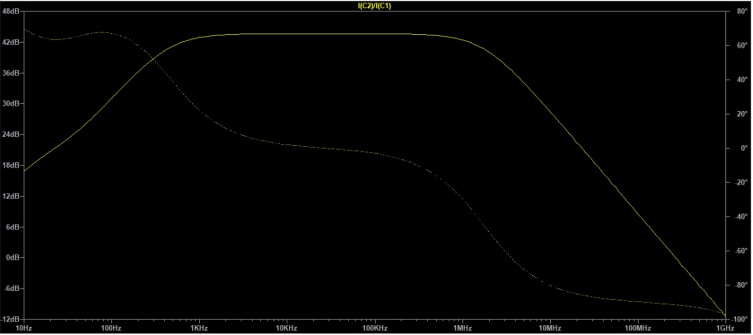 I(C2)/I(C1)
48dB
42dB
36dB
30dB
24dB
18dB
12dB
6dB
0dB
-6dB
-12dB
80°
60°
40°
20°
0°
-20°
-40°
-60°
-80°
-100°
10Hz 100Hz 1KHz 10KHz 100KHz 1MHz 10MHz 100MHz 1GHz